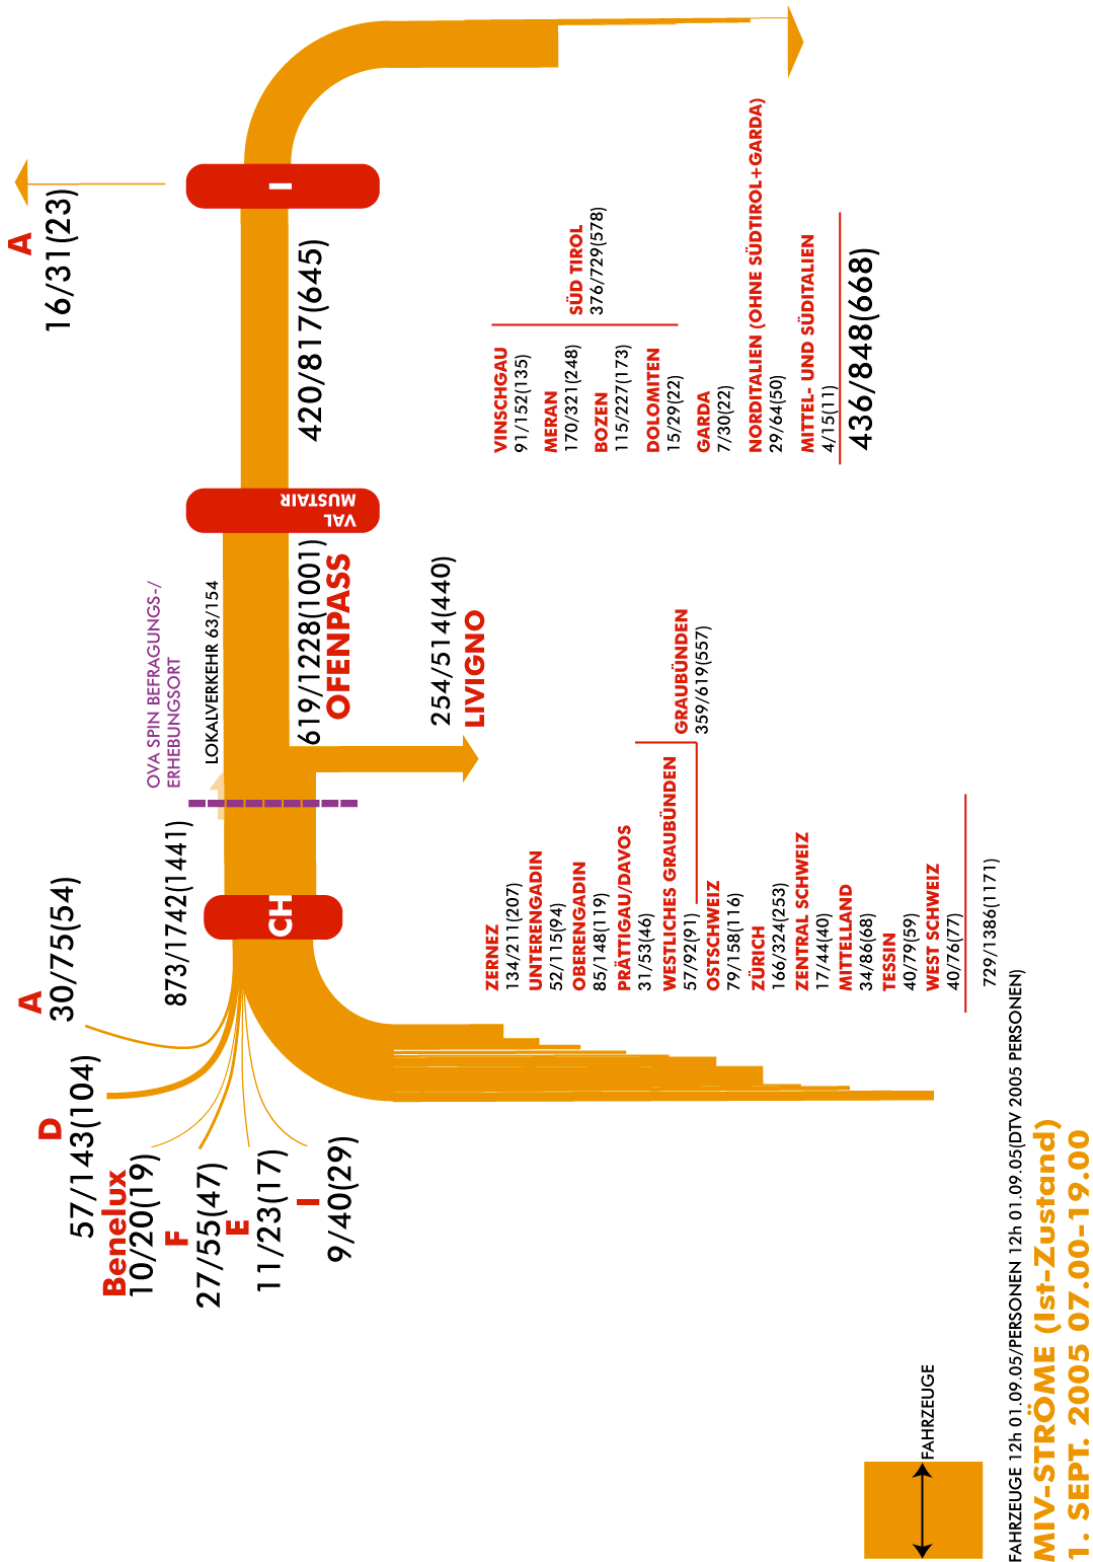 A
16/31(23)
I
420/817(645)
VAL
MUSTAIR
OVA SPIN BEFRAGUNGS-/
ERHEBUNGSORT
LOKALVERKEHR 63/154
619/1228(1001)
OFENPASS
254/514(440)
LIVIGNO
873/1742(1441)
CH
A
30/75(54)
D
57/143(104)
Benelux
10/20(19)
F
27/55(47)
E
11/23(17)
I
9/40(29)
ZERNEZ
134/211(207)
UNTERENGADIN
52/115(94)
OBERENGADIN
85/148(119)
PRÄTTIGAU/DAVOS
31/53(46)
WESTLICHES GRAUBÜNDEN
57/92(91)
GRAUBÜNDEN
359/619(557)
OSTSCHWEIZ
79/158(116)
ZÜRICH
166/324(253)
ZENTRAL SCHWEIZ
17/44(40)
MITTELLAND
34/86(68)
TESSIN
40/79(59)
WEST SCHWEIZ
40/76(77)
729/1386(1171)
VINSCHGAU
91/152(135)
MERAN
170/321(248)
BOZEN
115/227(173)
DOLOMITEN
15/29(22)
SÜD TIROL
376/729(578)
GARDA
7/30(22)
NORDITALIEN (OHNE SÜDTIROL+GARDA)
29/64(50)
MITTEL- UND SÜDITALIEN
4/15(11)
436/848(668)
FAHRZEUGE
FAHRZEUGE 12h 01.09.05/PERSONEN 12h 01.09.05(DTV 2005 PERSONEN)
MIV-STRÖME (Ist-Zustand)
1. SEPT. 2005 07.00-19.00